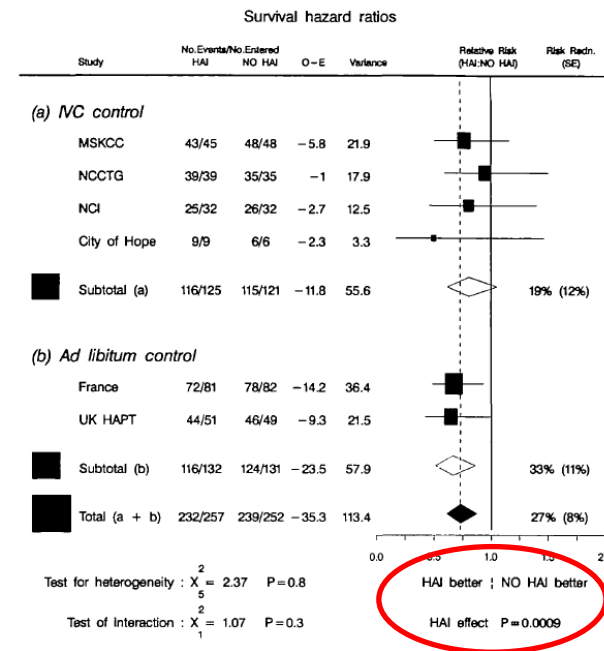 Survival hazard ratios
No.Events/No.Entered Relative Risk Risk Redn.
Study HAI NO HAI O–E Variance (HAI:NO HAI) (SE)
(a) IVC control
MSKCC 43/45 48/48 −5.8 21.9
NCCTG 39/39 35/35 −1 17.9
NCI 25/32 26/32 −2.7 12.5
City of Hope 9/9 6/6 −2.3 3.3
Subtotal (a) 116/125 115/121 −11.8 55.6 19% (12%)
(b) Ad libitum control
France 72/81 78/82 −14.2 36.4
UK HAPT 44/51 46/49 −9.3 21.5
Subtotal (b) 116/132 124/131 −23.5 57.9 33% (11%)
Total (a + b) 232/257 239/252 −35.3 113.4 27% (8%)
0.0 0.5 1.0 1.5
Test for heterogeneity : X²₅ = 2.37 P=0.8 HAI better ¦ NO HAI better
Test of Interaction : X²₁ = 1.07 P=0.3 HAI effect P=0.0009